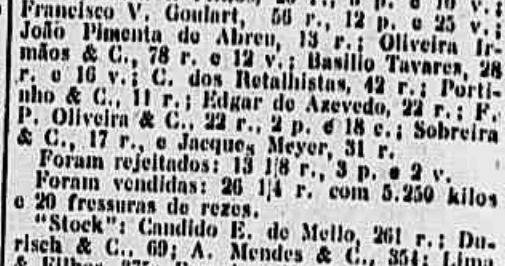 Francisco V. Goulart, 56 r., 12 p. e 25 v.;
João Pimenta de Abreu, 13 r.; Oliveira Ir-
mãos & C., 78 r. e 12 v.; Basilio Tavares, 28
r. e 16 v.; C. dos Retalhistas, 42 r.; Porti-
nho & C., 11 r.; Edgar de Azevedo, 22 r.; F.
P. Oliveira & C., 22 r., 2 p. e 18 c.; Sobreira
& C., 17 r., e Jacques Meyer, 31 r.
Foram rejeitados: 13 1/8 r., 3 p. e 2 v.
Foram vendidas: 26 1/4 r. com 5.250 kilos
e 20 fressuras de rezes.
"Stock": Candido E. de Mello, 261 r.; Du-
risch & C., 69; A. Mendes & C., 354; Lima
& Filhos,